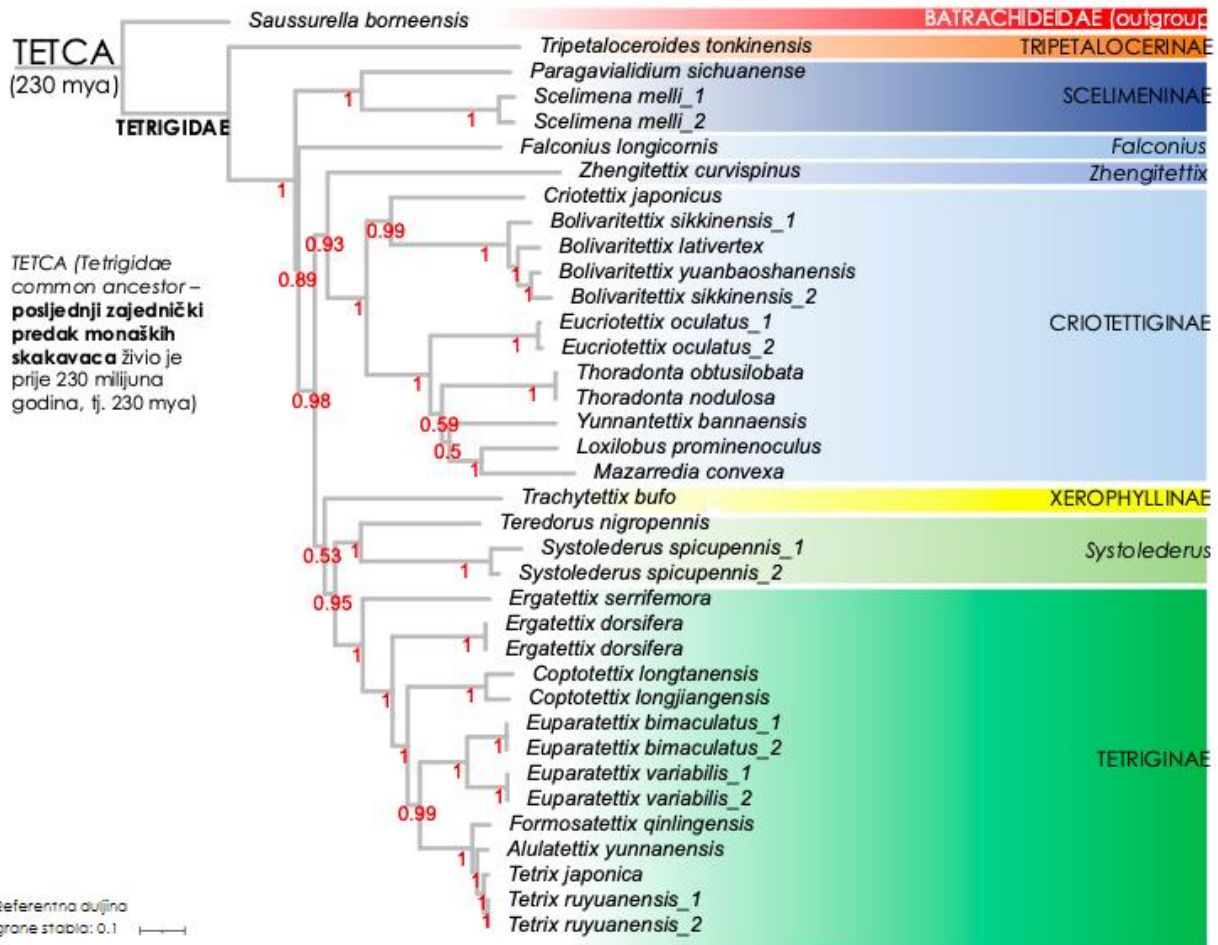 Saussurella borneensis
BATRACHIDEIDAE (outgroup
TETCA
(230 mya)
Tripetaloceroides tonkinensis
TRIPETALOCERINAE
Paragavialidium sichuanense
1
Scelimena melli_1
SCELIMENINAE
1
Scelimena melli_2
TETRIGIDAE
Falconius longicornis
Falconius
Zhengitettix curvispinus
Zhengitettix
1
Criotettix japonicus
Bolivaritettix sikkinensis_1
0.99
0.93
1
Bolivaritettix lativertex
TETCA (Tetrigidae
common ancestor –
posljednji zajednički
predak monaških
skakavaca živio je
prije 230 milijuna
godina, tj. 230 mya)
1
Bolivaritettix yuanbaoshanensis
0.89
1
Bolivaritettix sikkinensis_2
1
Eucriotettix oculatus_1
CRIOTETTIGINAE
1
Eucriotettix oculatus_2
Thoradonta obtusilobata
1
1
Thoradonta nodulosa
0.98
Yunnantettix bannaensis
0.59
Loxilobus prominenoculus
0.5
1
Mazarredia convexa
Trachytettix bufo
XEROPHYLLINAE
Teredorus nigropennis
1
Systolederus spicupennis_1
Systolederus
0.53
1
Systolederus spicupennis_2
0.95
Ergatettix serrifemora
Ergatettix dorsifera
1
1
Ergatettix dorsifera
Coptotettix longtanensis
1
1
Coptotettix longjiangensis
Euparatettix bimaculatus_1
1
Euparatettix bimaculatus_2
1
TETRIGINAE
1
Euparatettix variabilis_1
1
Euparatettix variabilis_2
0.99
Formosatettix qinlingensis
1
Alulatettix yunnanensis
1
Tetrix japonica
1
Tetrix ruyuanensis_1
1
Tetrix ruyuanensis_2
Referentna duljina
grane stabla: 0.1